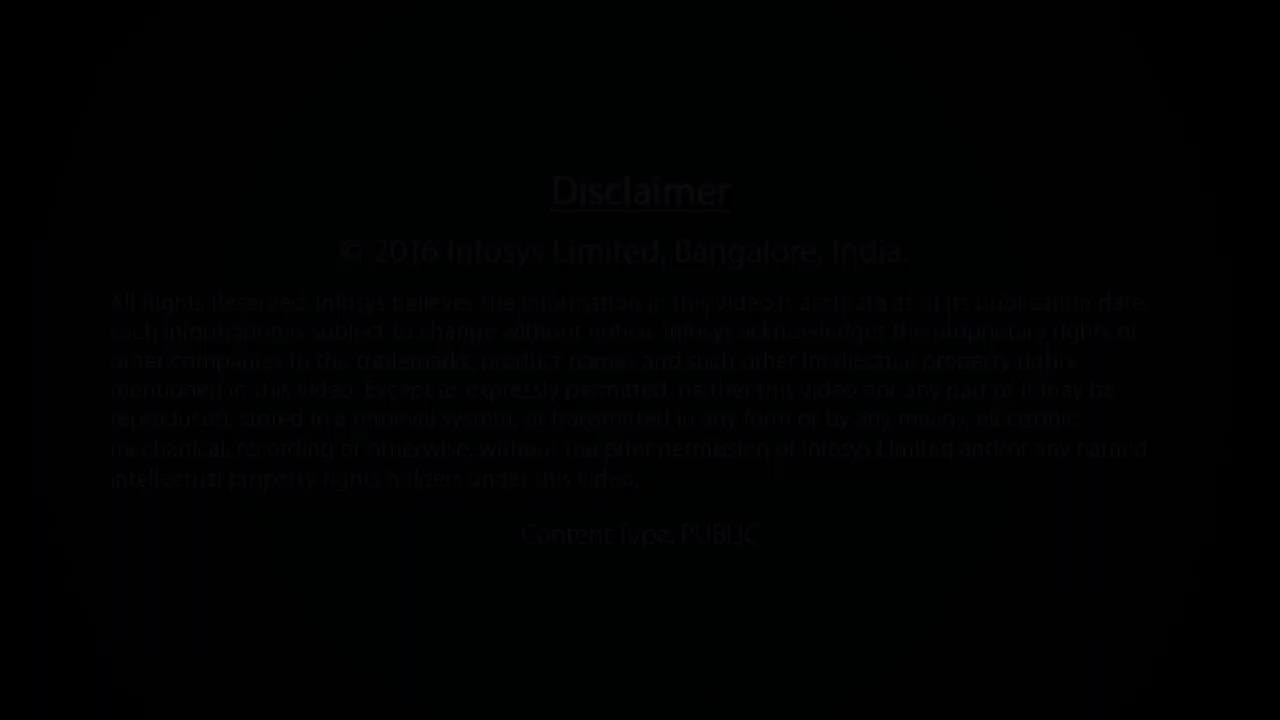 Disclaimer
© 2016 Infosys Limited, Bangalore, India.
All Rights Reserved. Infosys believes the information in this video is accurate as of its publication date;
such information is subject to change without notice. Infosys acknowledges the proprietary rights of
other companies to the trademarks, product names and such other intellectual property rights
mentioned in this video. Except as expressly permitted, neither this video nor any part of it may be
reproduced, stored in a retrieval system, or transmitted in any form or by any means, electronic,
mechanical, recording or otherwise, without the prior permission of Infosys Limited and/or any named
intellectual property rights holders under this video.
Content Type: PUBLIC